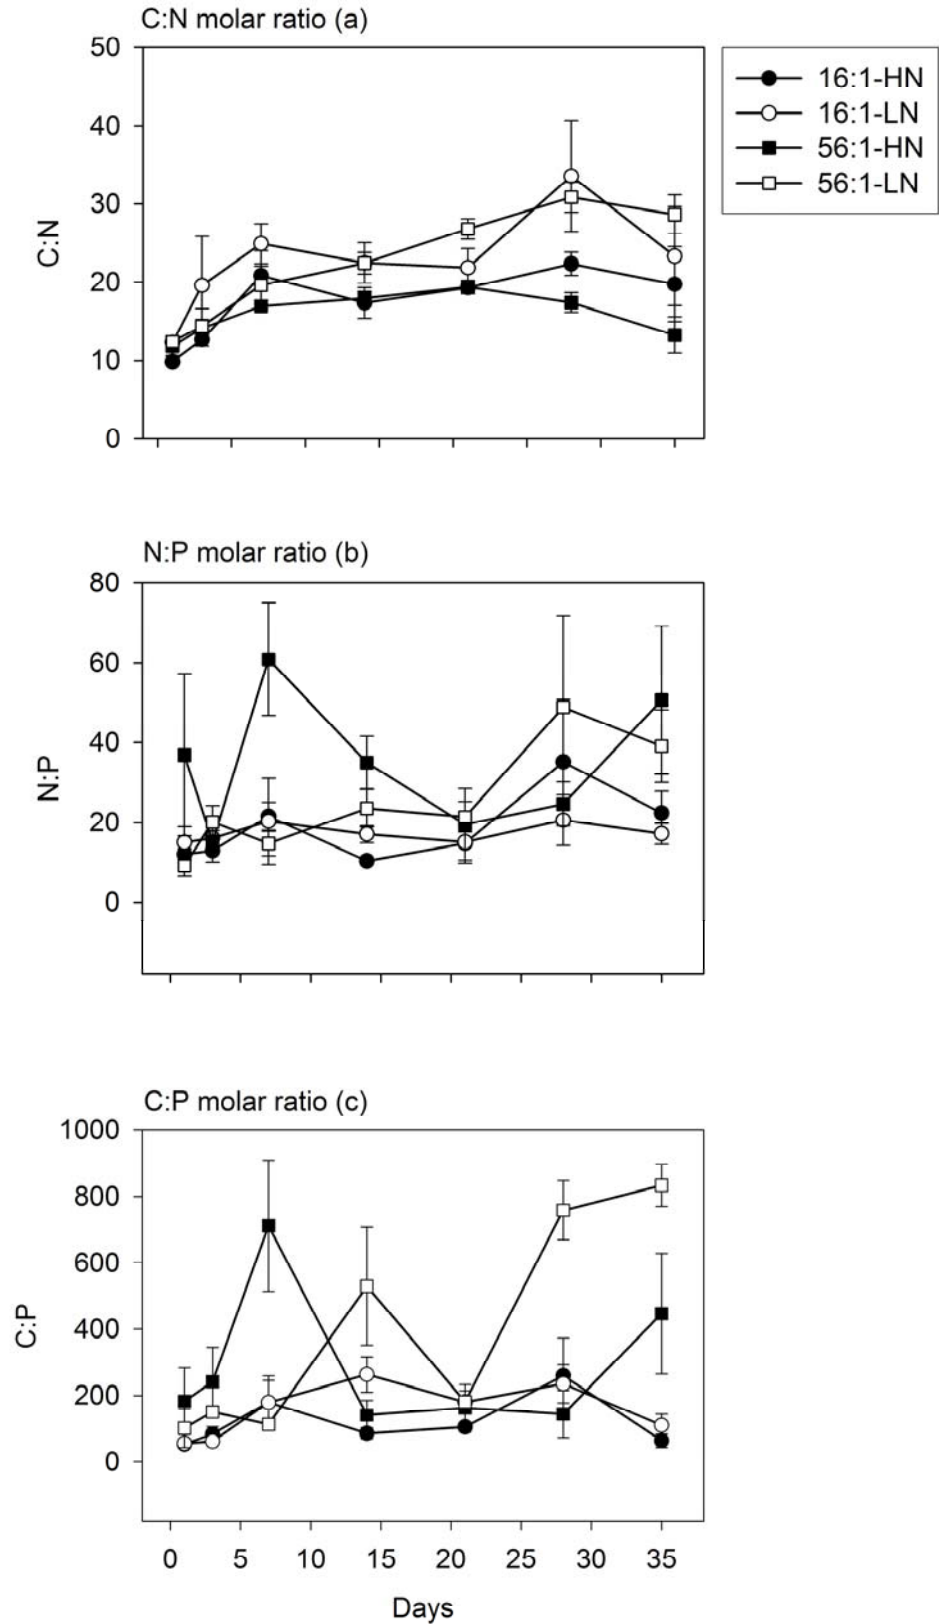 C:N molar ratio (a)
50
40
30
20
10
0
C:N
16:1-HN
16:1-LN
56:1-HN
56:1-LN
N:P molar ratio (b)
80
60
40
20
0
N:P
C:P molar ratio (c)
1000
800
600
400
200
0
C:P
0 5 10 15 20 25 30 35
Days